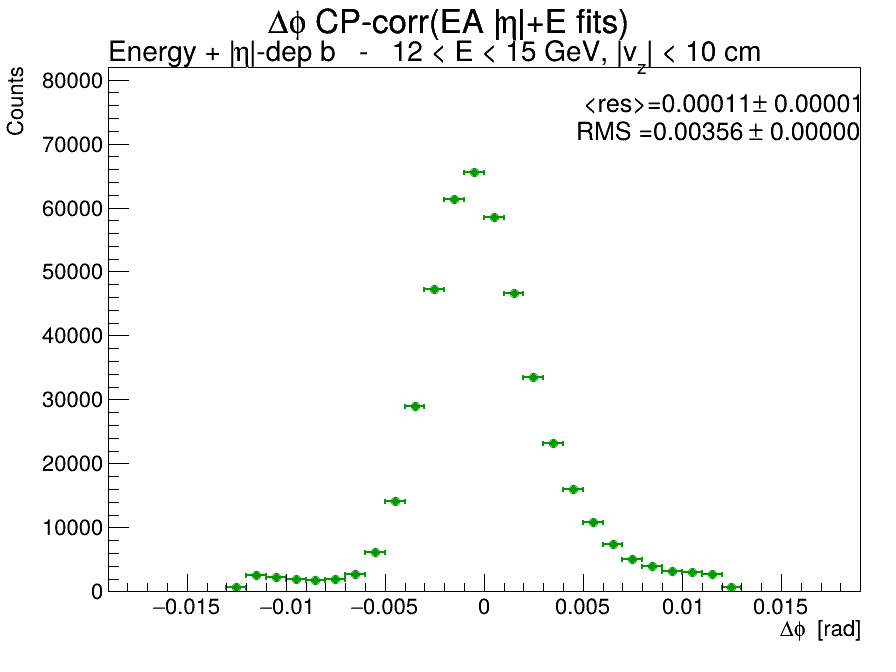 Δϕ CP-corr(EA |η|+E fits)
Energy + |η|-dep b - 12 < E < 15 GeV, |v_z| < 10 cm
<res>=0.00011± 0.00001
RMS =0.00356 ± 0.00000
Counts
80000
70000
60000
50000
40000
30000
20000
10000
0
−0.015 −0.01 −0.005 0 0.005 0.01 0.015
Δϕ [rad]